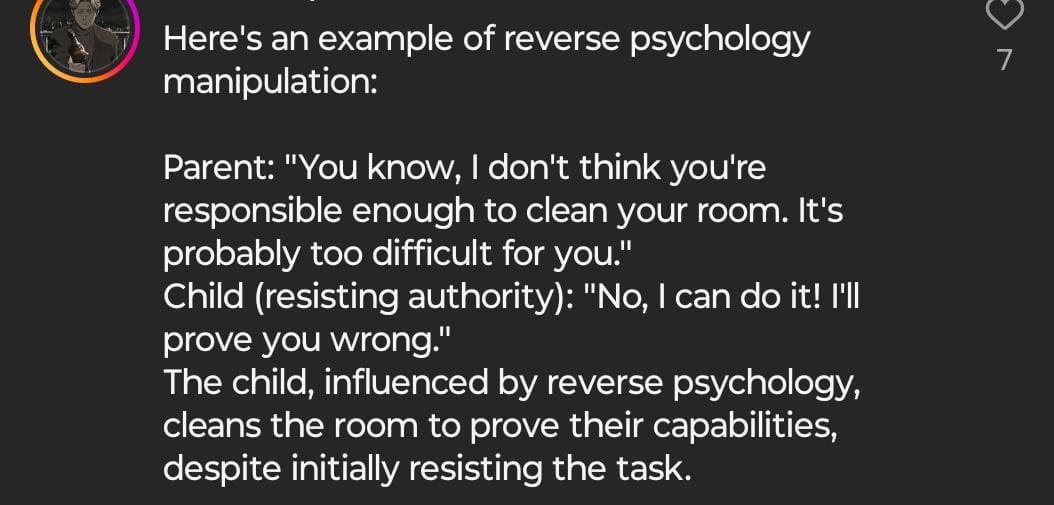 Here's an example of reverse psychology
manipulation:
Parent: "You know, I don't think you're
responsible enough to clean your room. It's
probably too difficult for you."
Child (resisting authority): "No, I can do it! I'll
prove you wrong."
The child, influenced by reverse psychology,
cleans the room to prove their capabilities,
despite initially resisting the task.
7